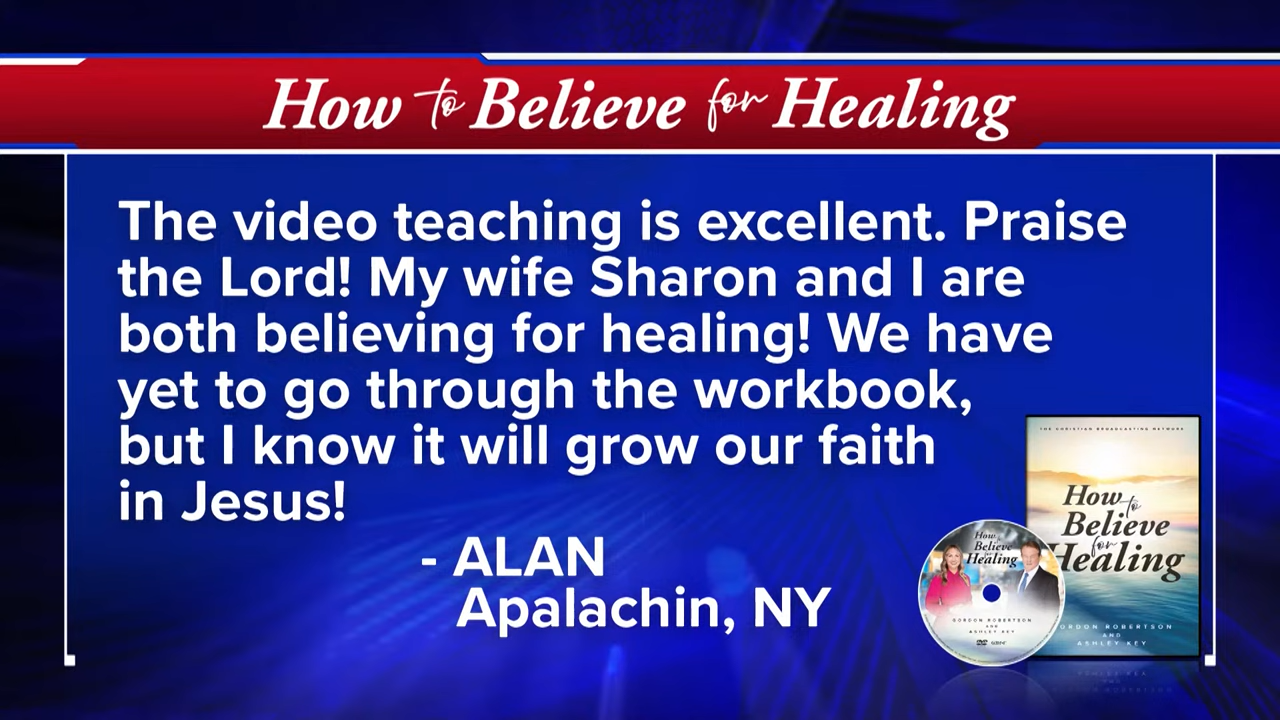 How to Believe for Healing
The video teaching is excellent. Praise
the Lord! My wife Sharon and I are
both believing for healing! We have
yet to go through the workbook,
but I know it will grow our faith
in Jesus!
- ALAN
Apalachin, NY
THE CHRISTIAN BROADCASTING NETWORK
How
to
Believe
for
Healing
GORDON ROBERTSON
AND
ASHLEY KEY
How
Believe
for
Healing
GORDON ROBERTSON
AND
ASHLEY KEY
DVD CBN